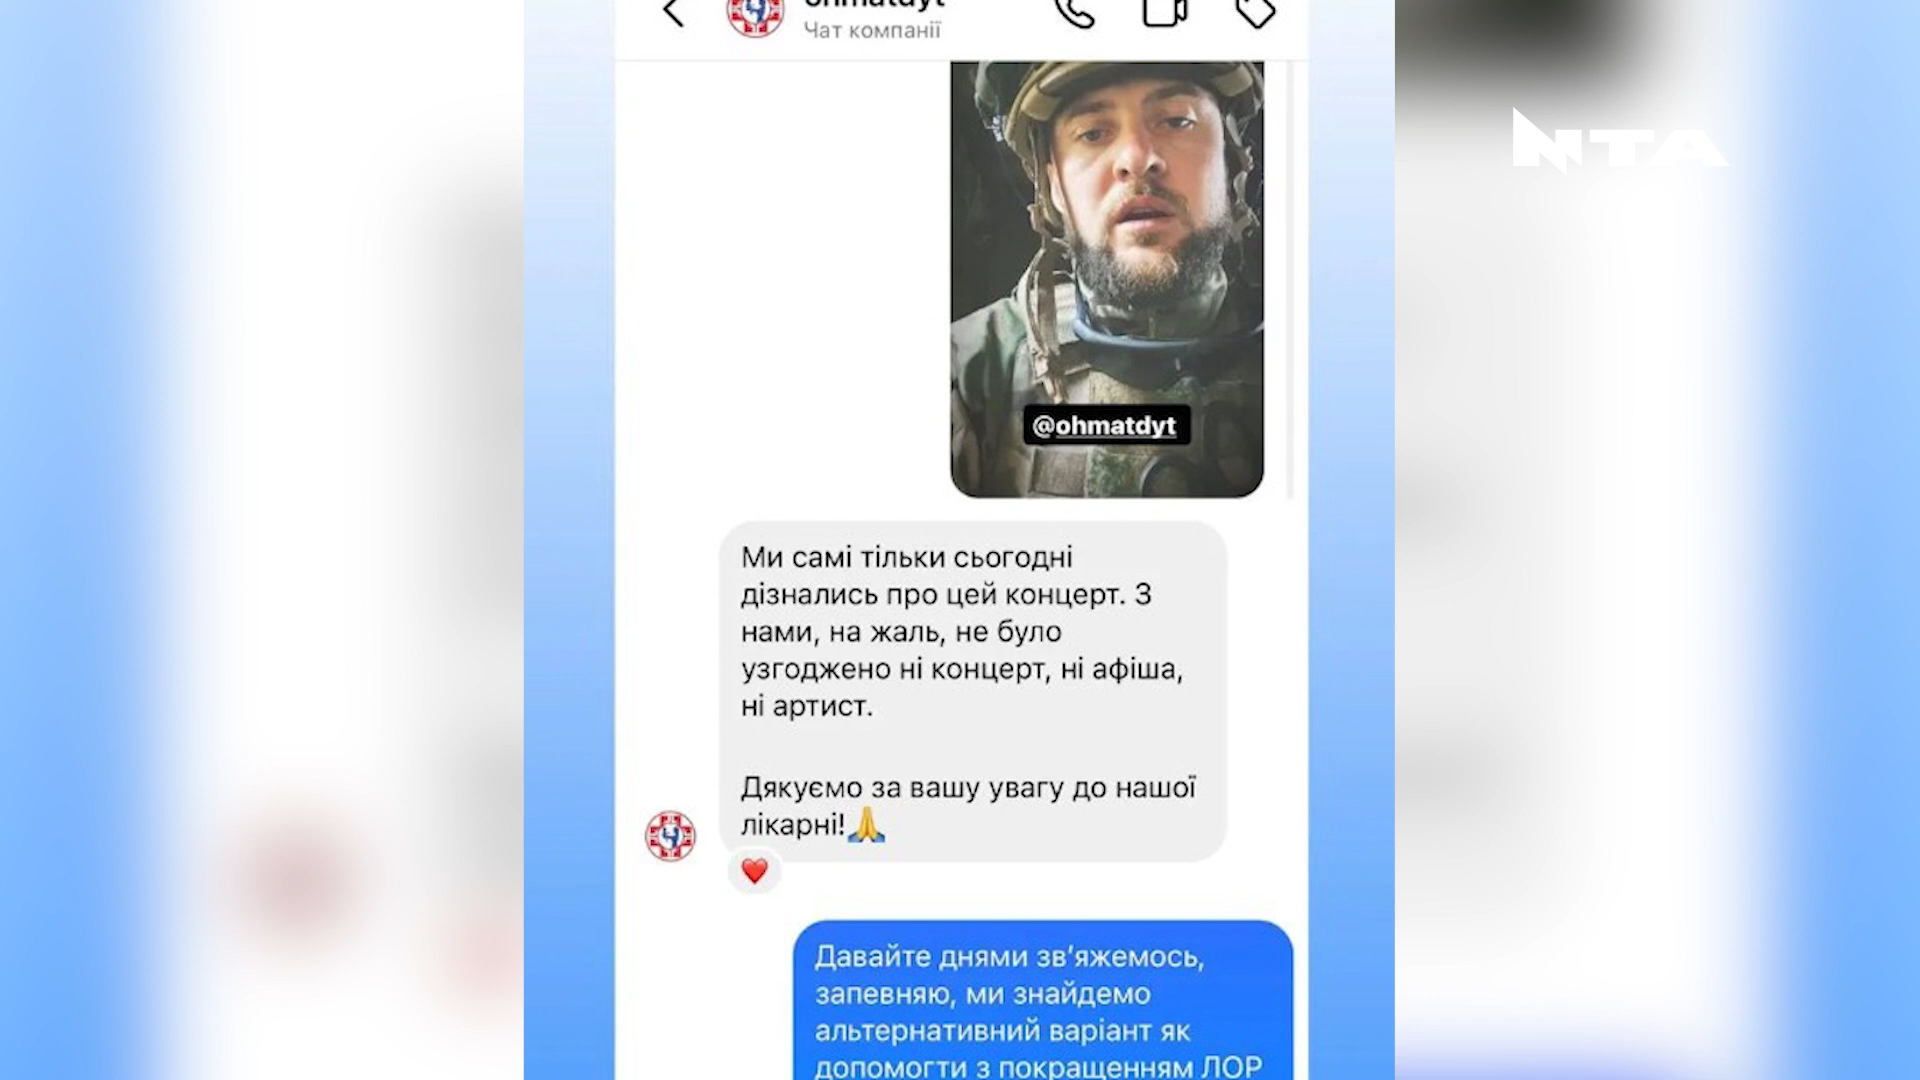 ohmatdyt
Чат компанії
NTA
@ohmatdyt
Ми самі тільки сьогодні
дізнались про цей концерт. З
нами, на жаль, не було
узгоджено ні концерт, ні афіша,
ні артист.
Дякуємо за вашу увагу до нашої
лікарні!🙏
Давайте днями зв’яжемось,
запевняю, ми знайдемо
альтернативний варіант як
допомогти з покращенням ЛОР